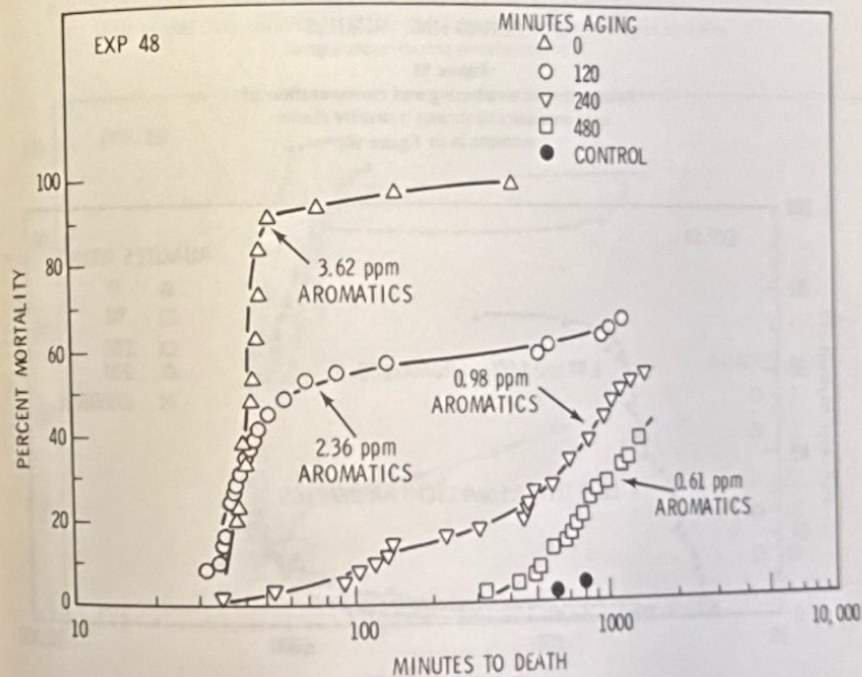 EXP 48
MINUTES AGING
△ 0
○ 120
▽ 240
□ 480
● CONTROL
100
80
60
40
20
0
PERCENT MORTALITY
3.62 ppm
AROMATICS
0.98 ppm
AROMATICS
2.36 ppm
AROMATICS
0.61 ppm
AROMATICS
10
100
1000
10,000
MINUTES TO DEATH